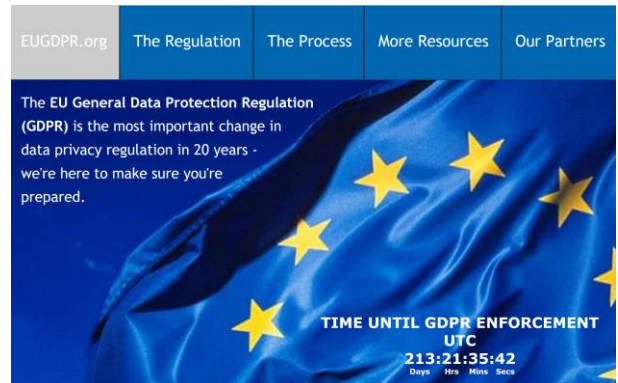 EUGDPR.org The Regulation The Process More Resources Our Partners
The EU General Data Protection Regulation
(GDPR) is the most important change in
data privacy regulation in 20 years -
we're here to make sure you're
prepared.
TIME UNTIL GDPR ENFORCEMENT
UTC
213:21:35:42
Days Hrs Mins Secs